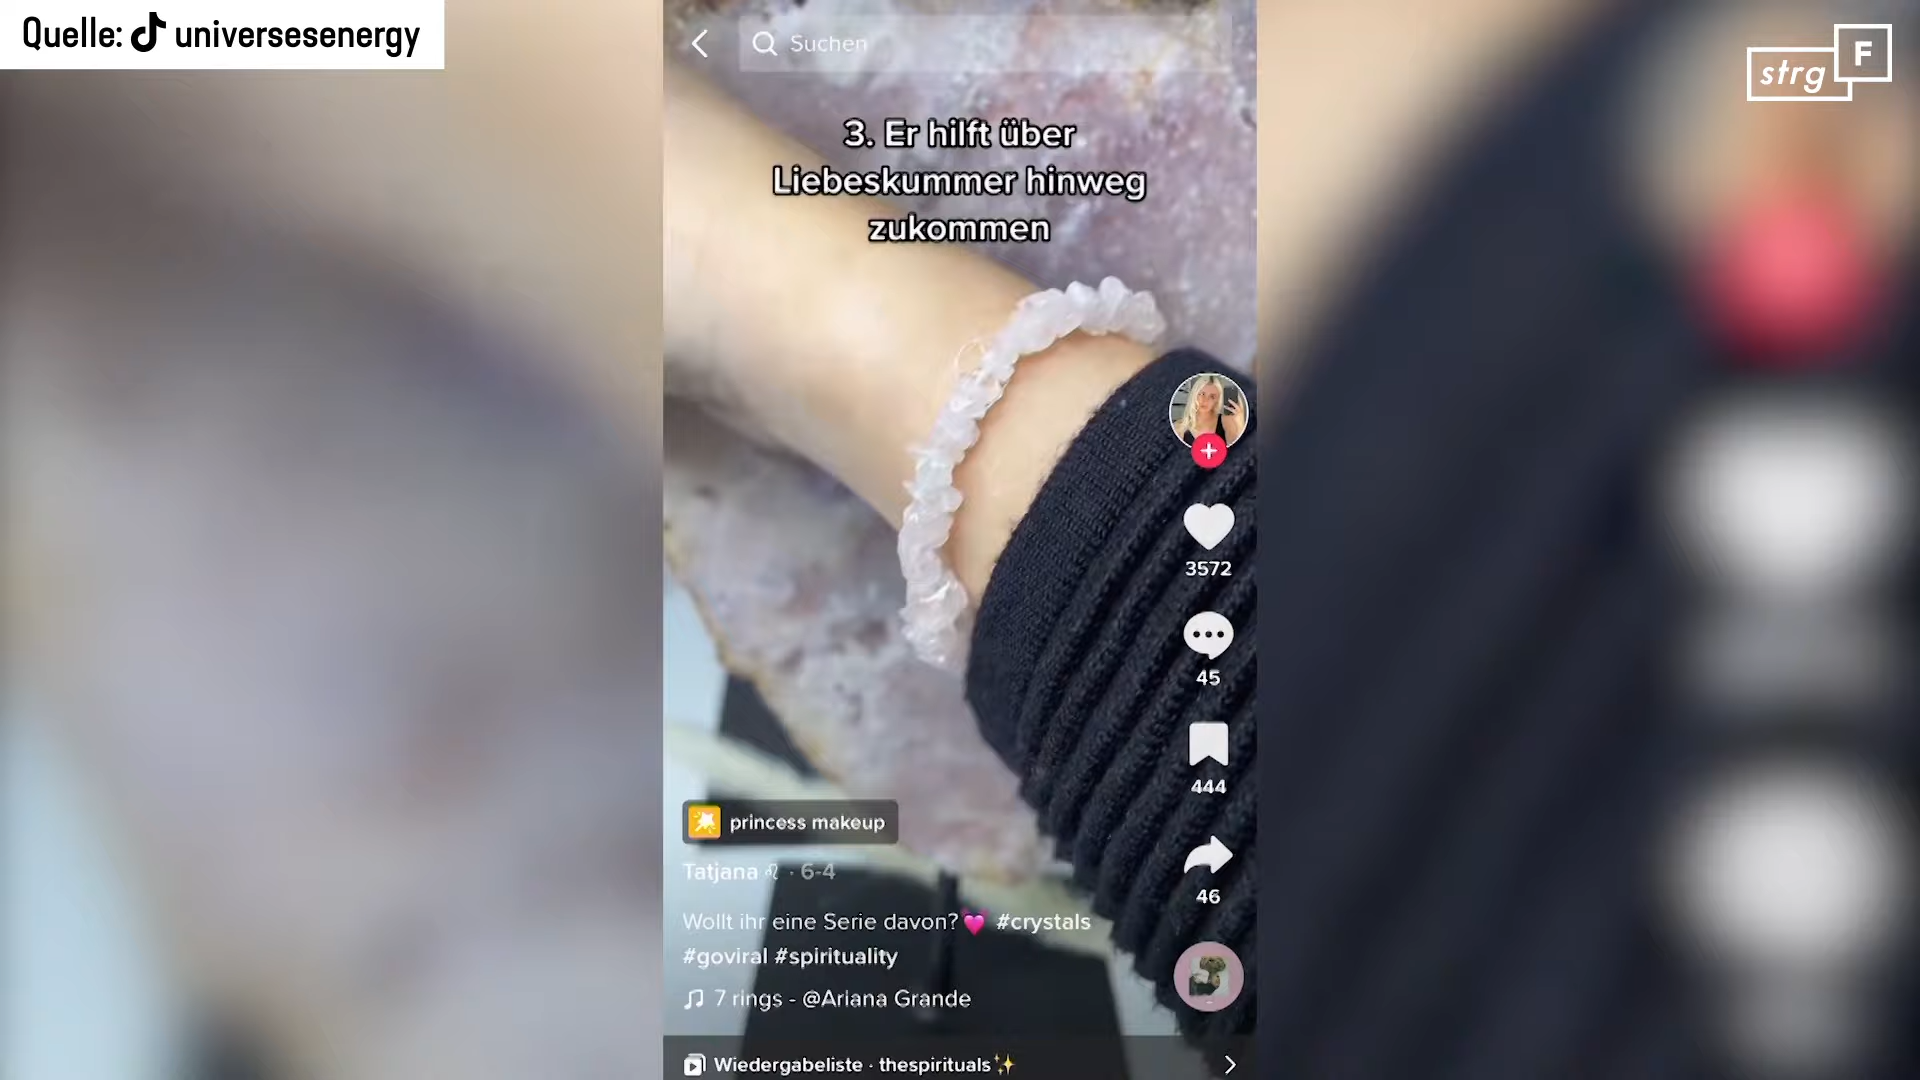 Quelle: universesenergy
strg F
Suchen
3. Er hilft über
Liebeskummer hinweg
zukommen
3572
45
444
46
princess makeup
Tatjana ♌ · 6-4
Wollt ihr eine Serie davon?💓 #crystals
#goviral #spirituality
7 rings - @Ariana Grande
Wiedergabeliste · thespirituals✨